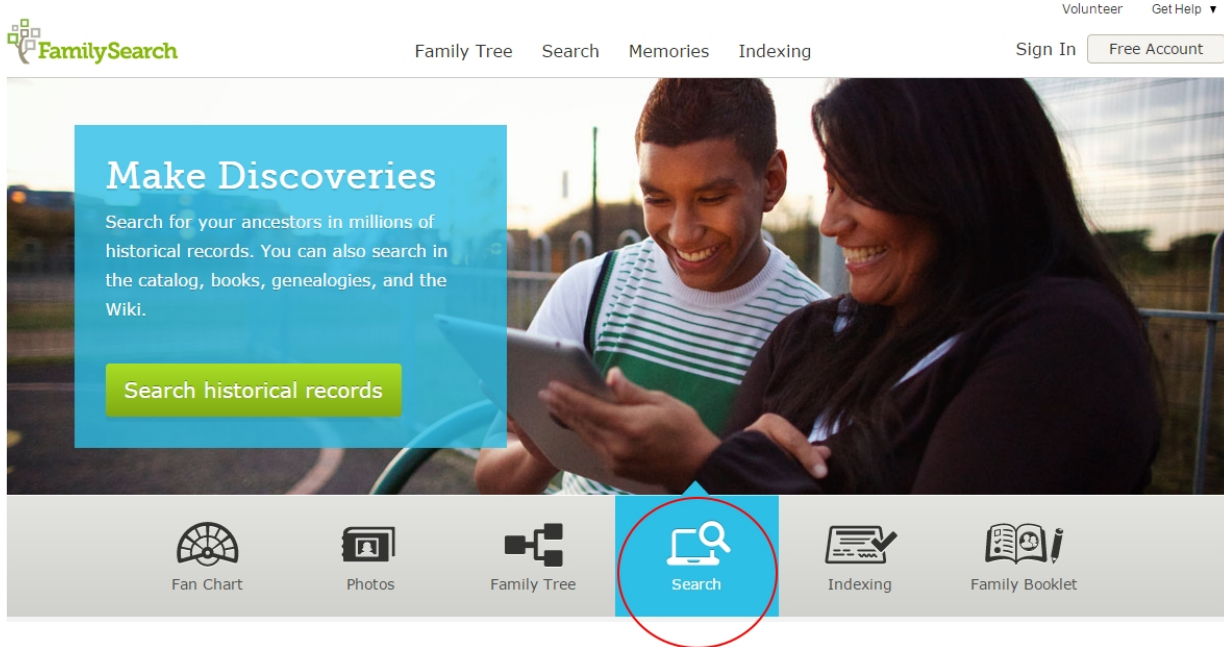 Volunteer Get Help ▼
FamilySearch
Family Tree Search Memories Indexing
Sign In Free Account
Make Discoveries
Search for your ancestors in millions of
historical records. You can also search in
the catalog, books, genealogies, and the
Wiki.
Search historical records
Fan Chart Photos Family Tree Search Indexing Family Booklet